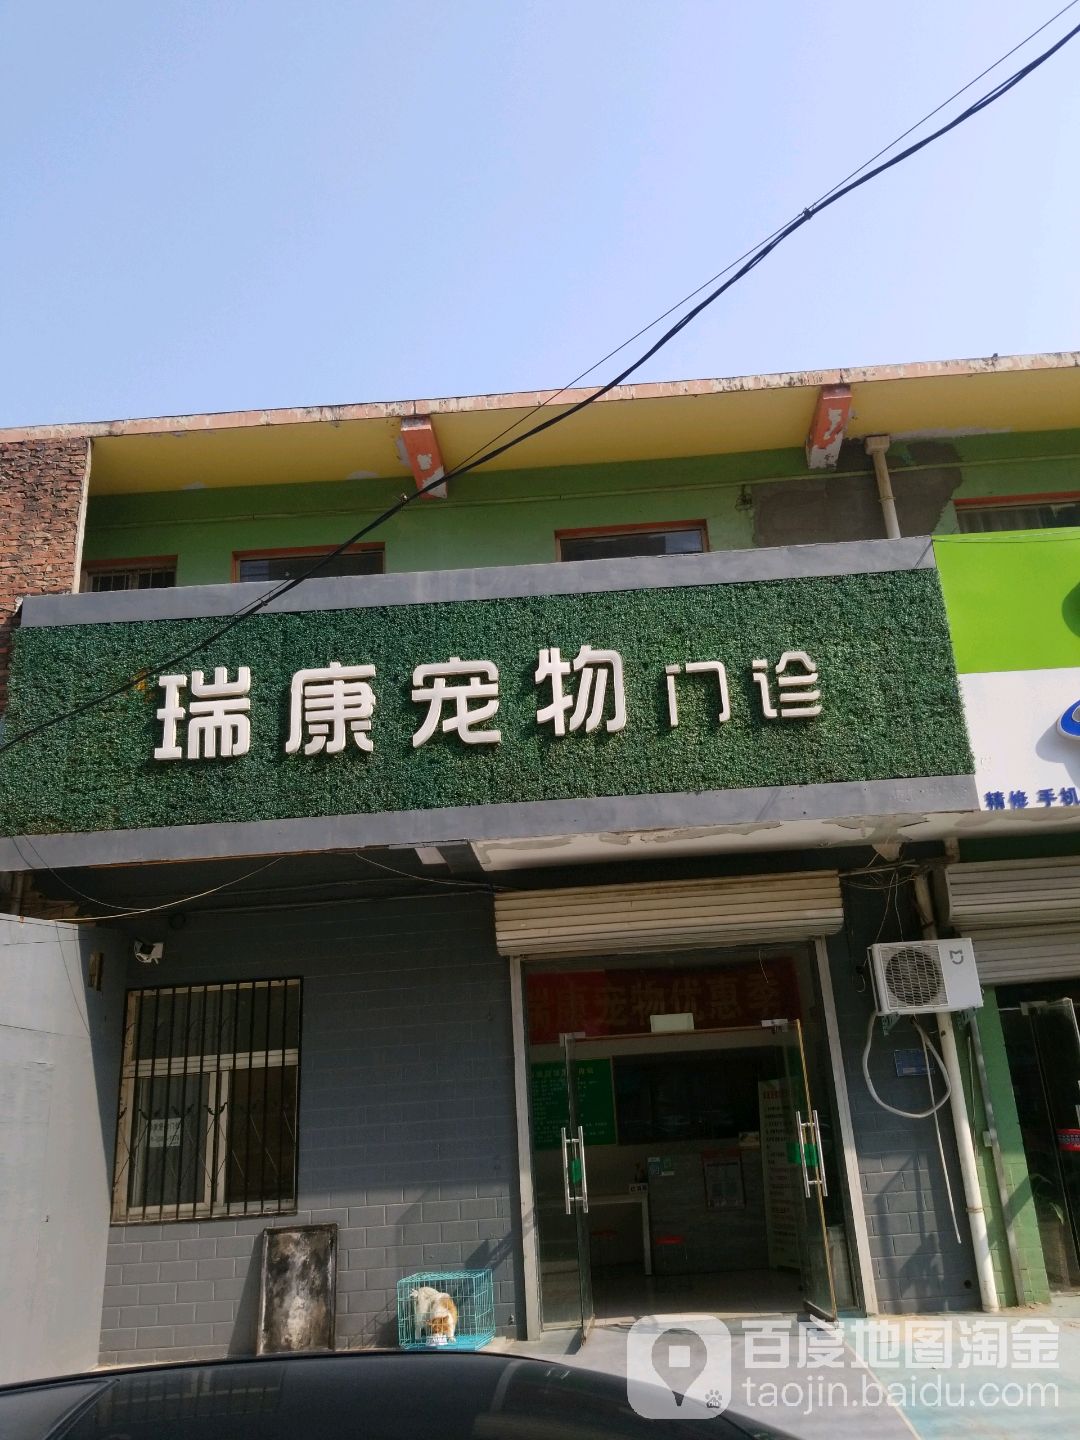 瑞康宠物门诊
精修 手机
瑞康宠物优惠季
百度地图淘金
taojin.baidu.com